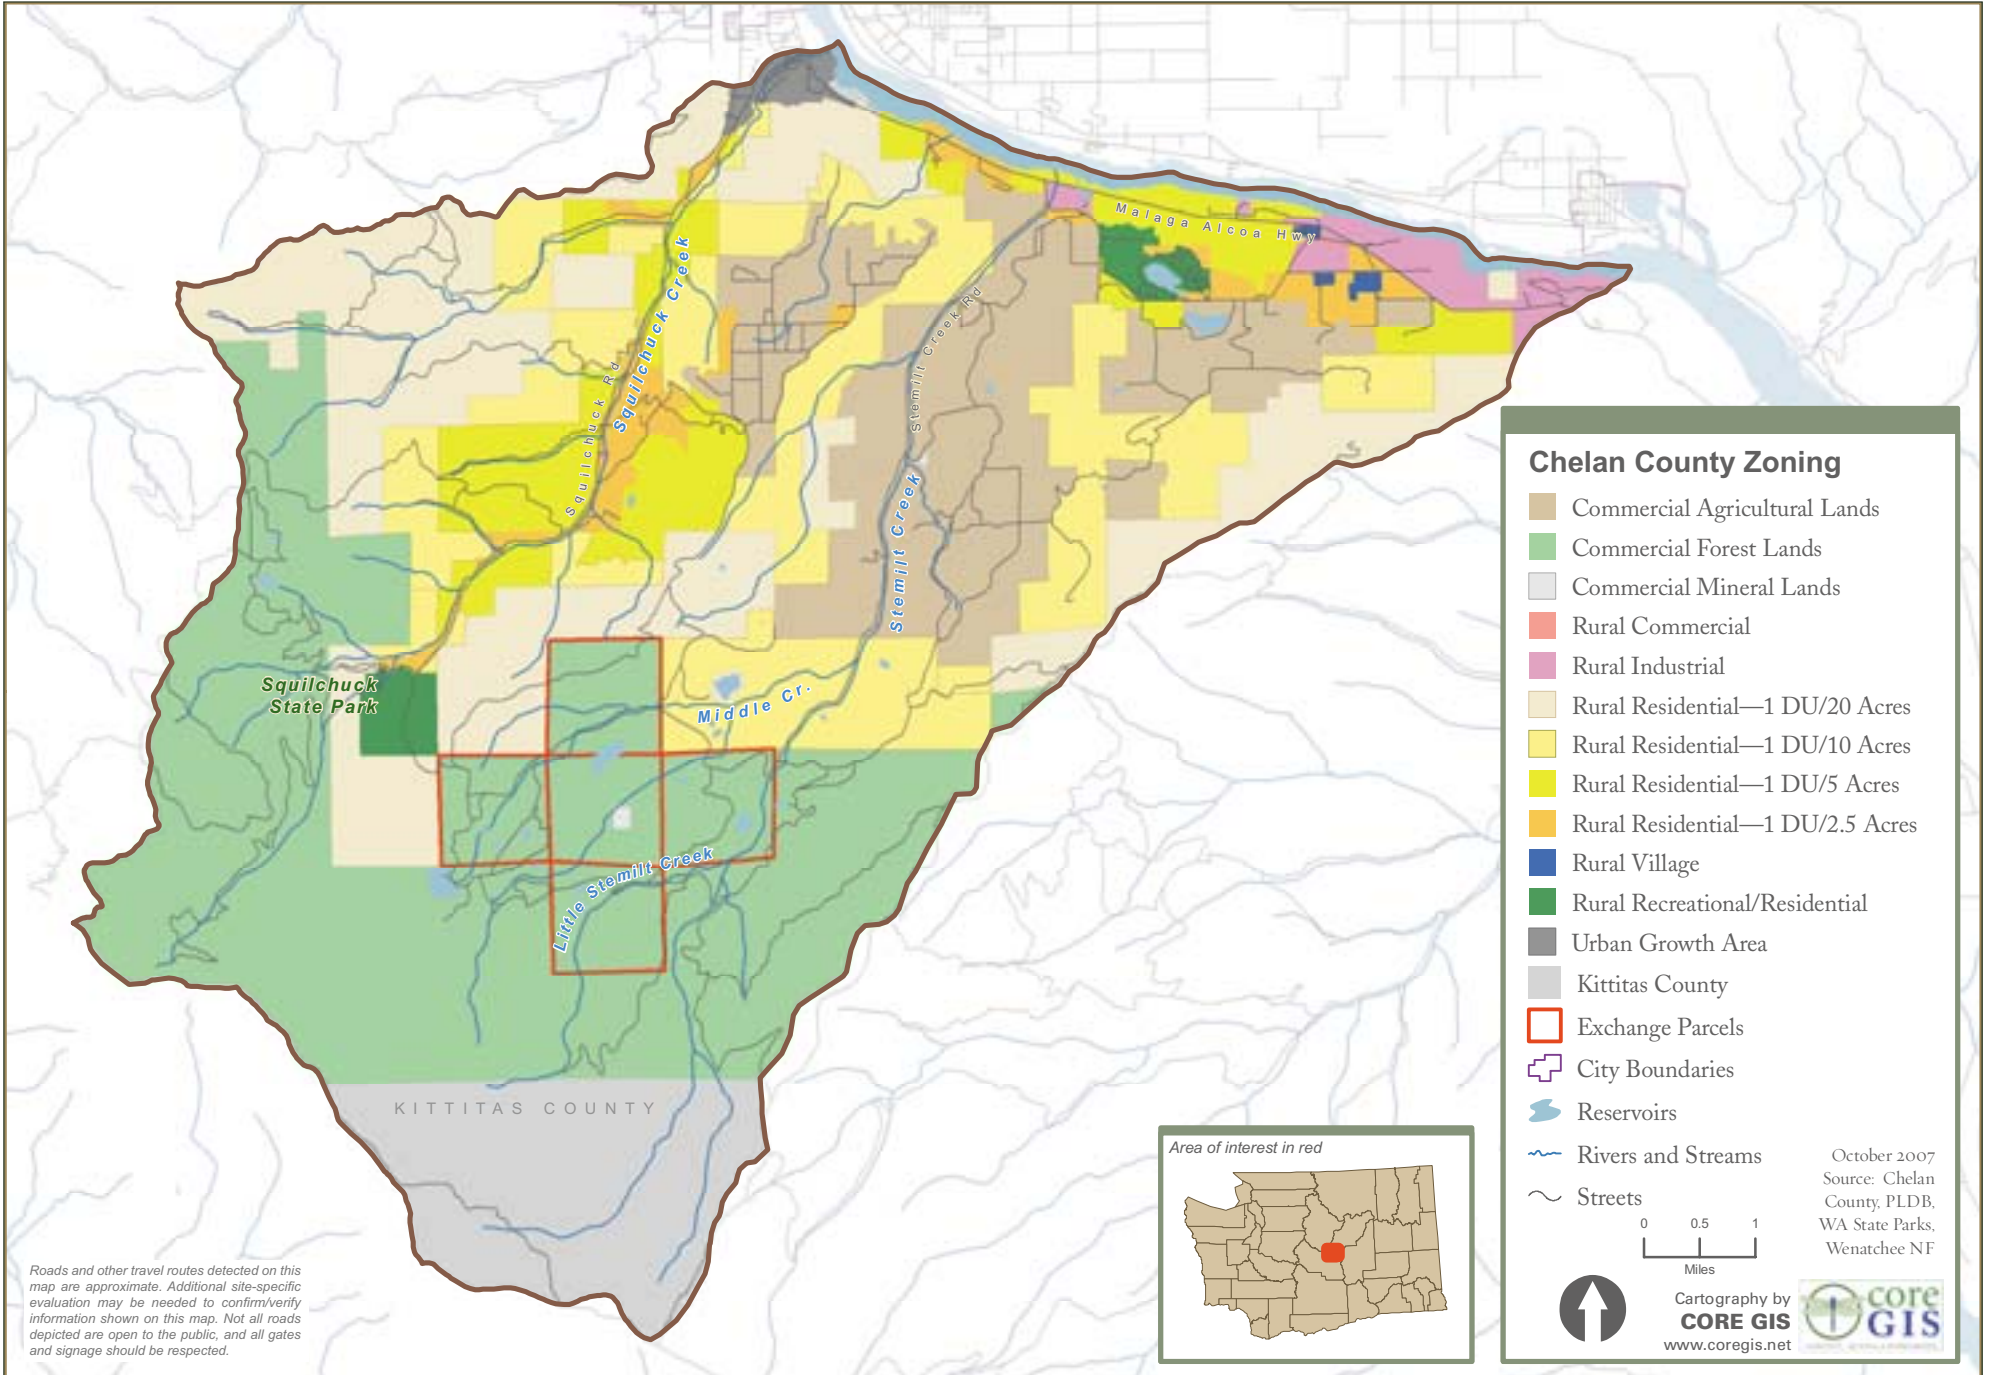 Malaga Alcoa Hwy
Squilchuck Creek
Squilchuck Rd
Stemilt Creek Rd
Stemilt Creek
Squilchuck
State Park
Middle Cr.
Little Stemilt Creek
KITTITAS COUNTY
Chelan County Zoning
Commercial Agricultural Lands
Commercial Forest Lands
Commercial Mineral Lands
Rural Commercial
Rural Industrial
Rural Residential—1 DU/20 Acres
Rural Residential—1 DU/10 Acres
Rural Residential—1 DU/5 Acres
Rural Residential—1 DU/2.5 Acres
Rural Village
Rural Recreational/Residential
Urban Growth Area
Kittitas County
Exchange Parcels
City Boundaries
Reservoirs
Rivers and Streams
Streets
October 2007
Source: Chelan
County, PLDB,
WA State Parks,
Wenatchee NF
0 0.5 1
Miles
Cartography by
CORE GIS
www.coregis.net
core
GIS
Area of interest in red
Roads and other travel routes detected on this
map are approximate. Additional site-specific
evaluation may be needed to confirm/verify
information shown on this map. Not all roads
depicted are open to the public, and all gates
and signage should be respected.